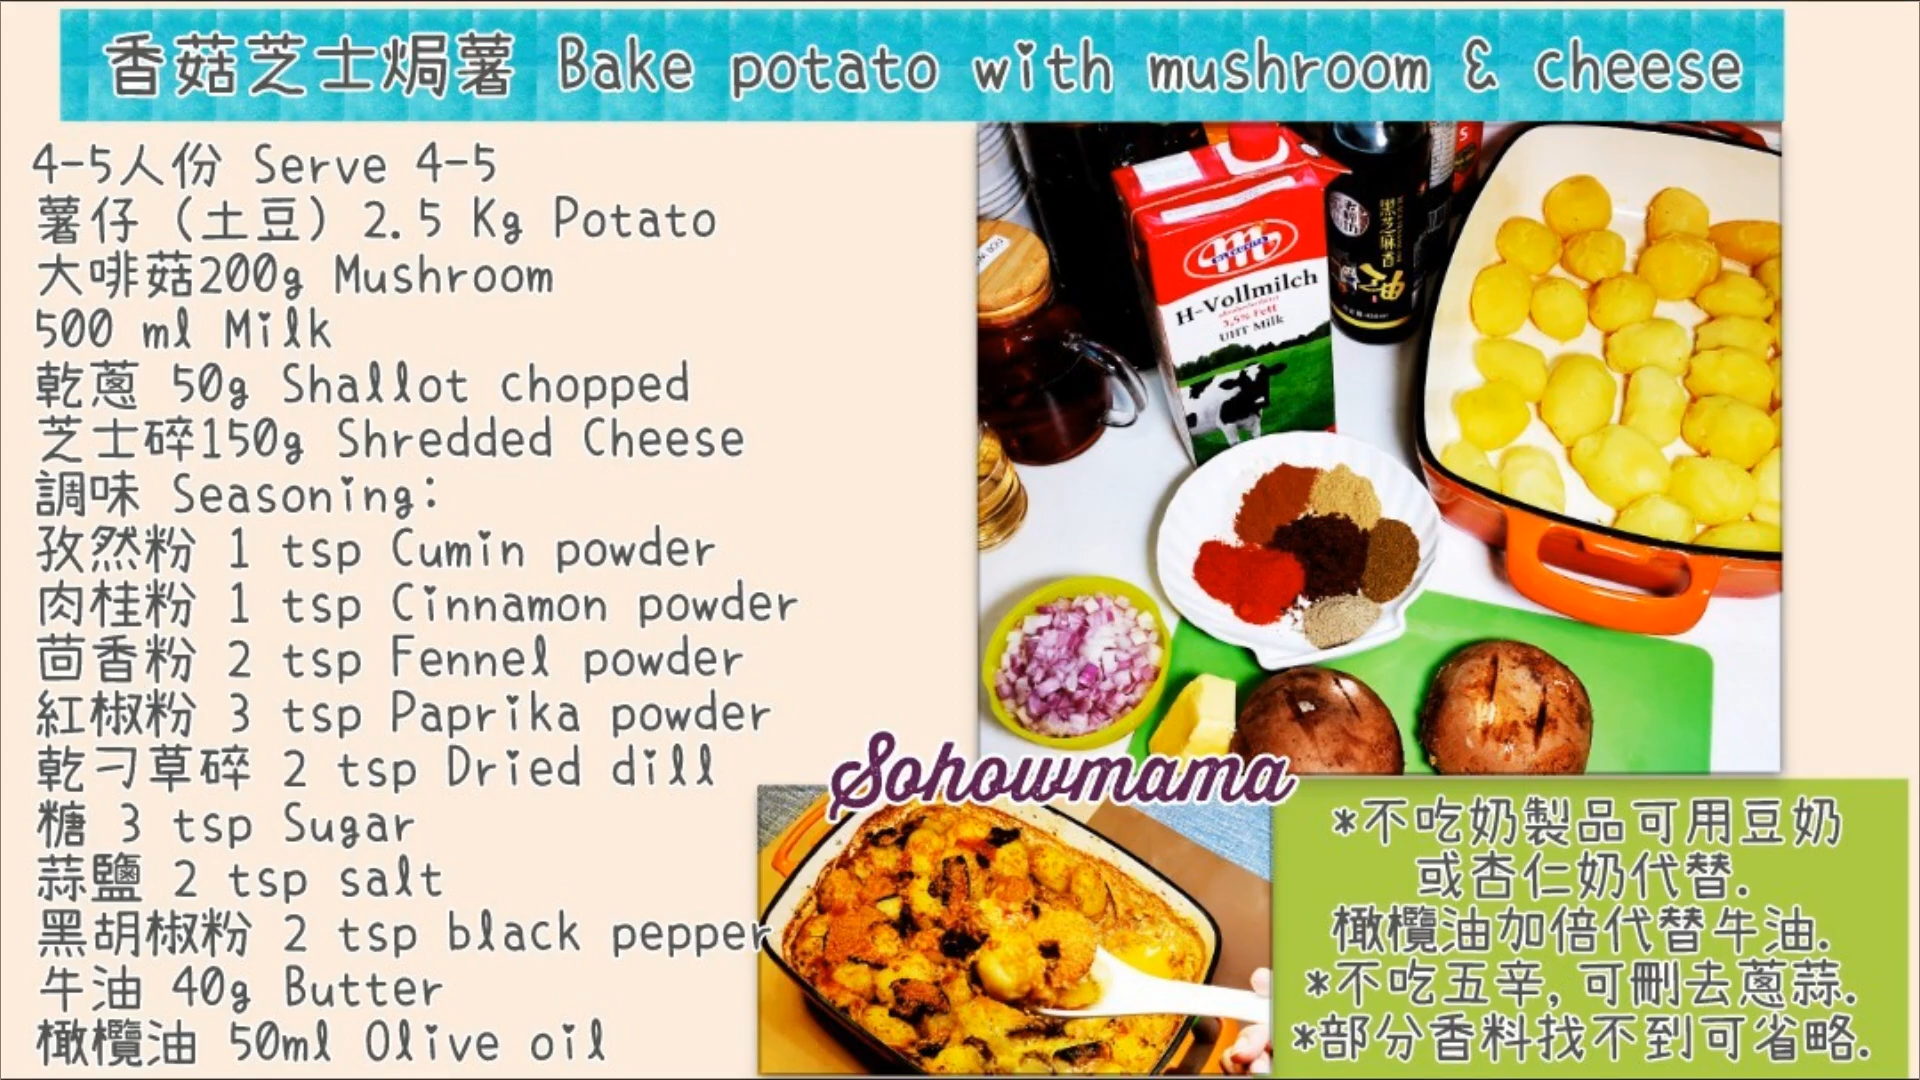 香菇芝士焗薯 Bake potato with mushroom & cheese
4-5人份 Serve 4-5
薯仔 (土豆) 2.5 Kg Potato
大啡菇200g Mushroom
500 ml Milk
乾蔥 50g Shallot chopped
芝士碎150g Shredded Cheese
調味 Seasoning:
孜然粉 1 tsp Cumin powder
肉桂粉 1 tsp Cinnamon powder
茴香粉 2 tsp Fennel powder
紅椒粉 3 tsp Paprika powder
乾刁草碎 2 tsp Dried dill
糖 3 tsp Sugar
蒜鹽 2 tsp salt
黑胡椒粉 2 tsp black pepper
牛油 40g Butter
橄欖油 50ml Olive oil
H-Vollmilch
3,5% Fett
UHT Milk
黑芝麻香
油
Sohowmama
*不吃奶製品可用豆奶
或杏仁奶代替.
橄欖油加倍代替牛油.
*不吃五辛, 可刪去蔥蒜.
*部分香料找不到可省略.